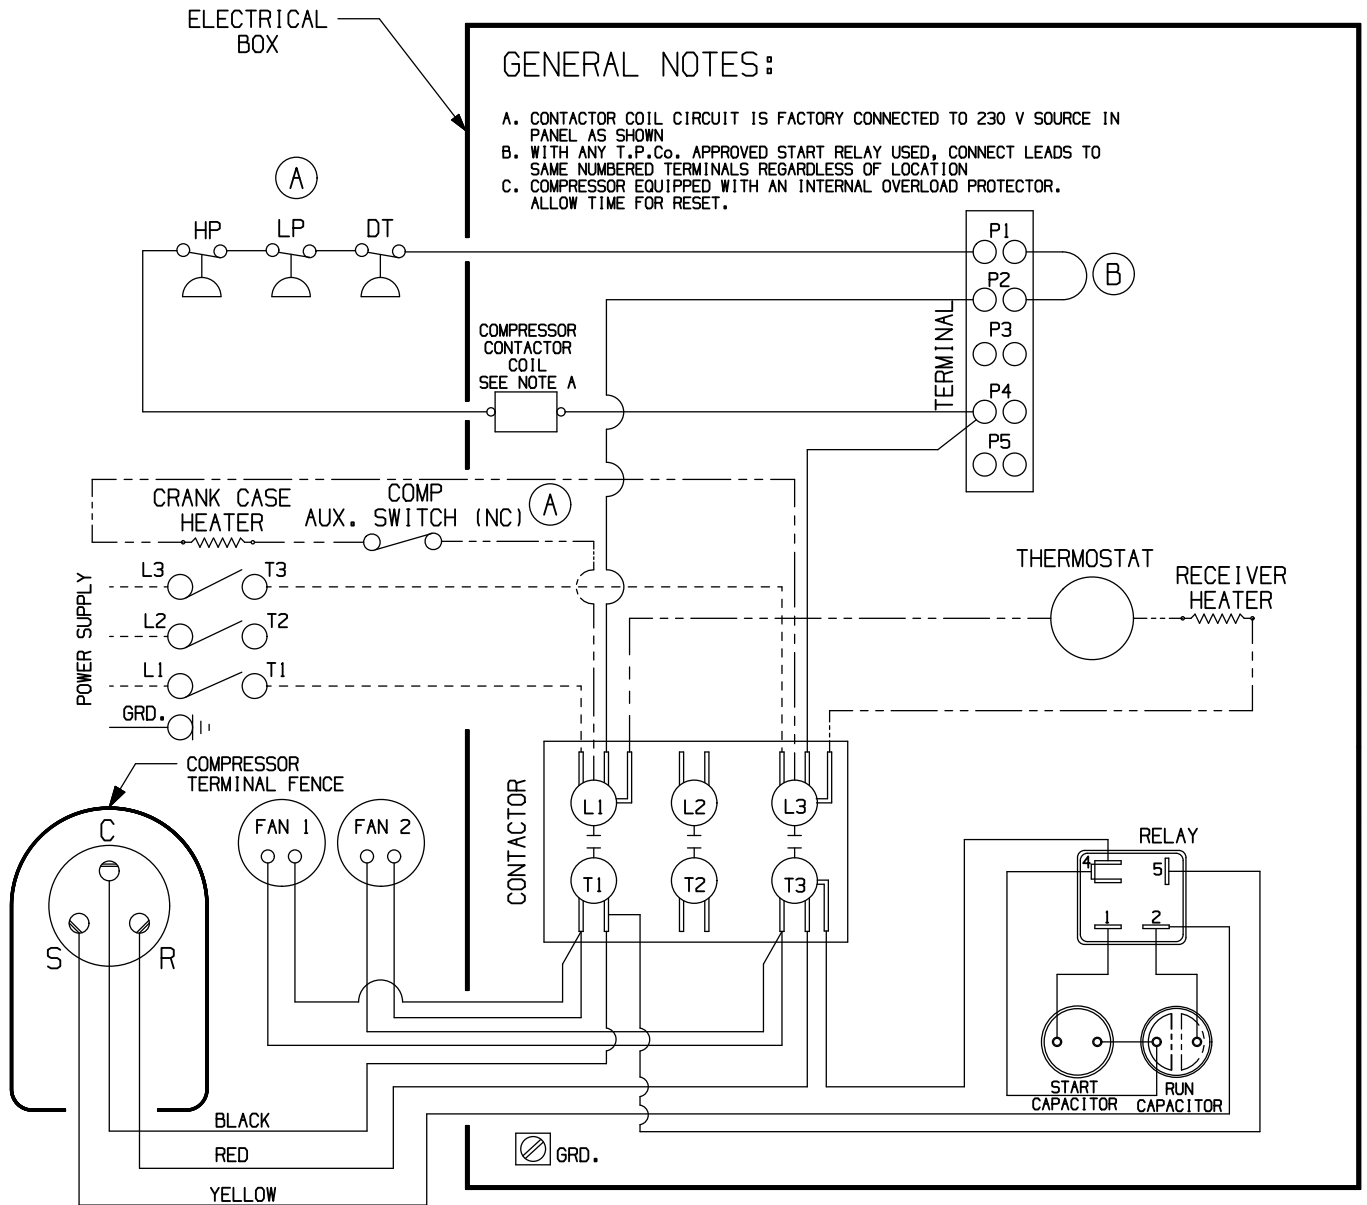 ELECTRICAL
BOX
GENERAL NOTES:
A. CONTACTOR COIL CIRCUIT IS FACTORY CONNECTED TO 230 V SOURCE IN
PANEL AS SHOWN
B. WITH ANY T.P.Co. APPROVED START RELAY USED, CONNECT LEADS TO
SAME NUMBERED TERMINALS REGARDLESS OF LOCATION
C. COMPRESSOR EQUIPPED WITH AN INTERNAL OVERLOAD PROTECTOR.
ALLOW TIME FOR RESET.
A
HP
LP
DT
P1
P2
P3
P4
P5
TERMINAL
B
COMPRESSOR
CONTACTOR
COIL
SEE NOTE A
CRANK CASE
HEATER
COMP
AUX. SWITCH (NC)
A
POWER SUPPLY
L3
T3
L2
T2
L1
T1
GRD.
THERMOSTAT
RECEIVER
HEATER
COMPRESSOR
TERMINAL FENCE
C
S
R
FAN 1
FAN 2
CONTACTOR
L1
L2
L3
T1
T2
T3
RELAY
4
5
1
2
START
CAPACITOR
RUN
CAPACITOR
BLACK
RED
YELLOW
GRD.